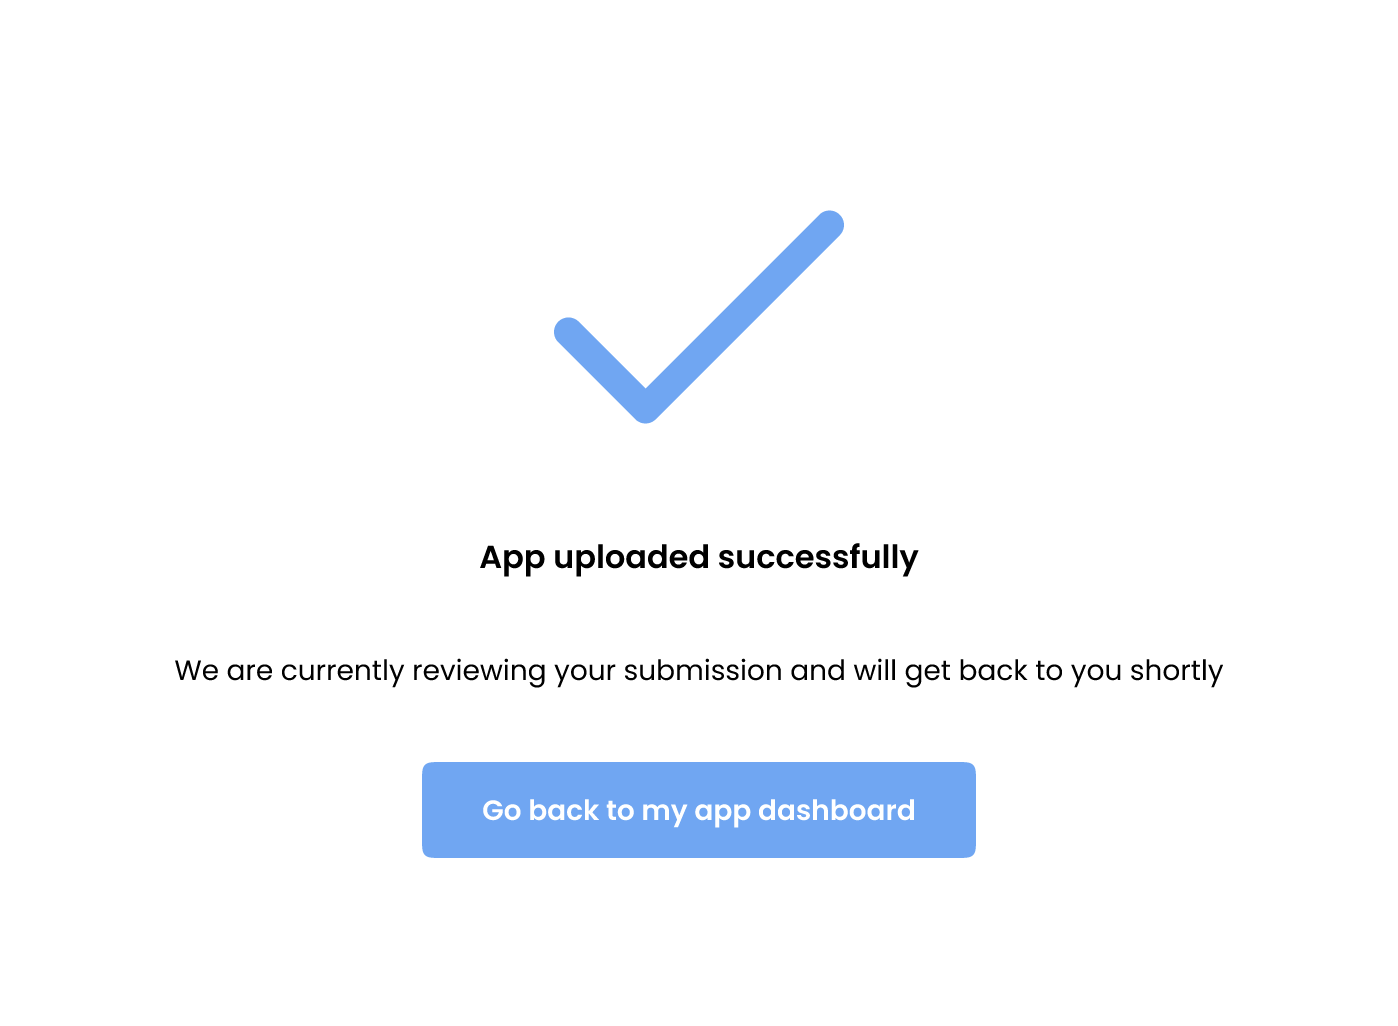 App uploaded successfully
We are currently reviewing your submission and will get back to you shortly
Go back to my app dashboard